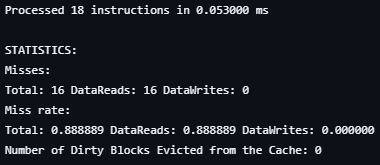 Processed 18 instructions in 0.053000 ms
STATISTICS:
Misses:
Total: 16 DataReads: 16 DataWrites: 0
Miss rate:
Total: 0.888889 DataReads: 0.888889 DataWrites: 0.000000
Number of Dirty Blocks Evicted from the Cache: 0